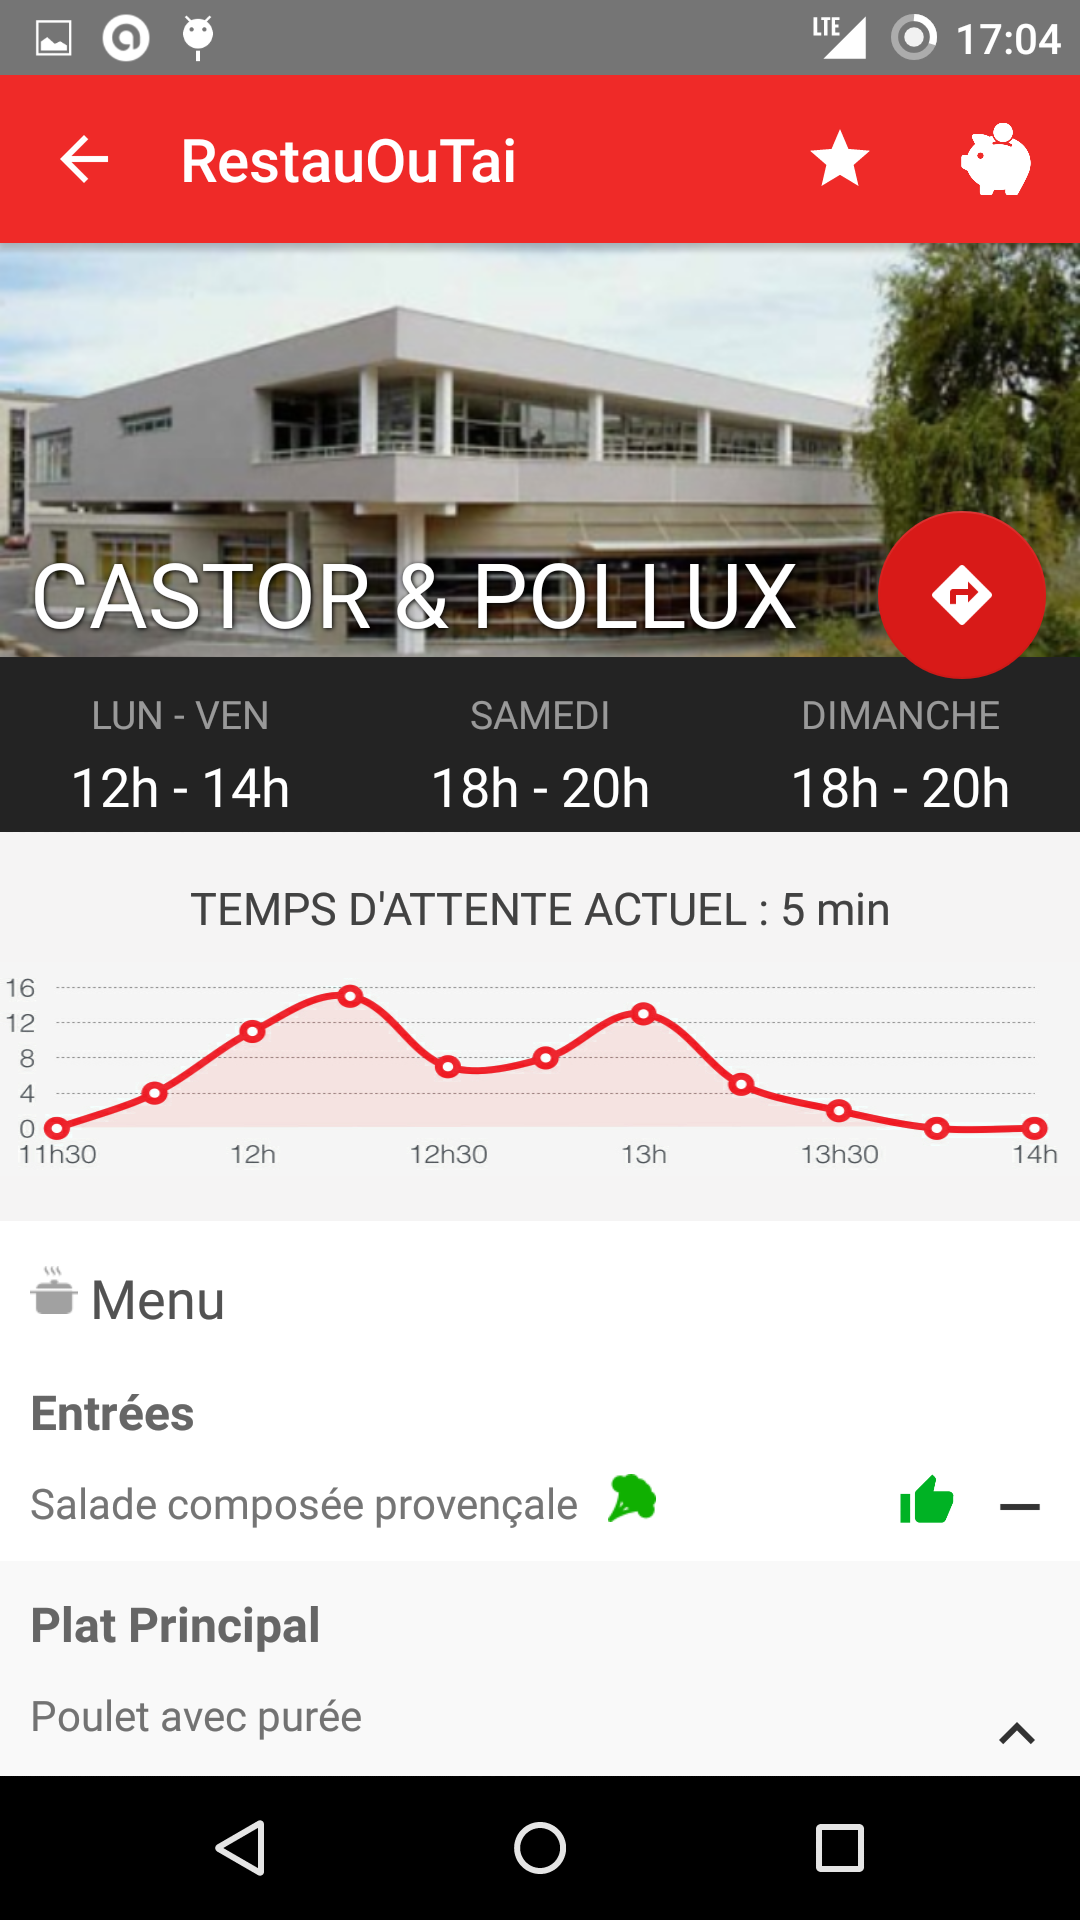 LTE 17:04
RestauOuTai
CASTOR & POLLUX
LUN - VEN SAMEDI DIMANCHE
12h - 14h 18h - 20h 18h - 20h
TEMPS D'ATTENTE ACTUEL : 5 min
16
12
8
4
0
11h30 12h 12h30 13h 13h30 14h
Menu
Entrées
Salade composée provençale
Plat Principal
Poulet avec purée